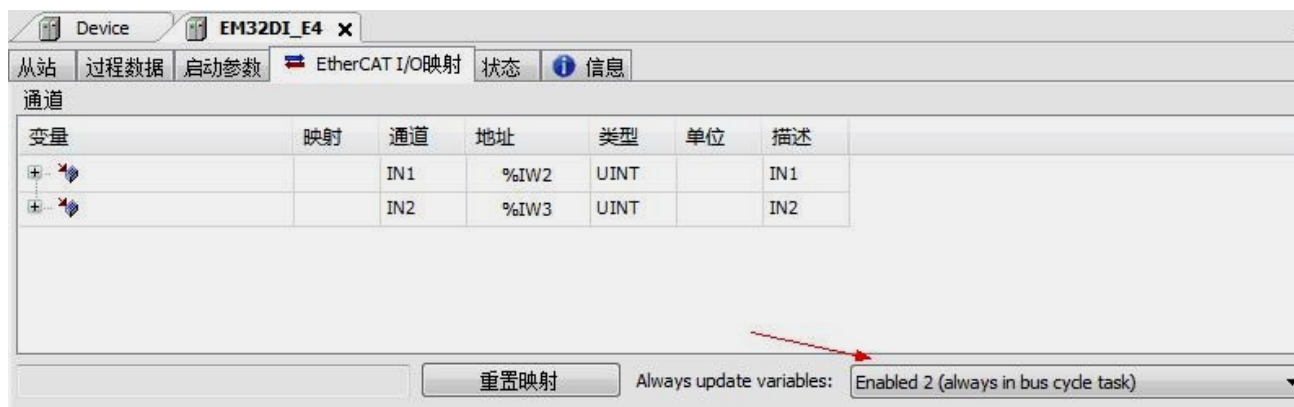 Device EM32DI_E4 x
从站 过程数据 启动参数 EtherCAT I/O映射 状态 信息
通道
变量 映射 通道 地址 类型 单位 描述
IN1 %IW2 UINT IN1
IN2 %IW3 UINT IN2
重置映射 Always update variables: Enabled 2 (always in bus cycle task)